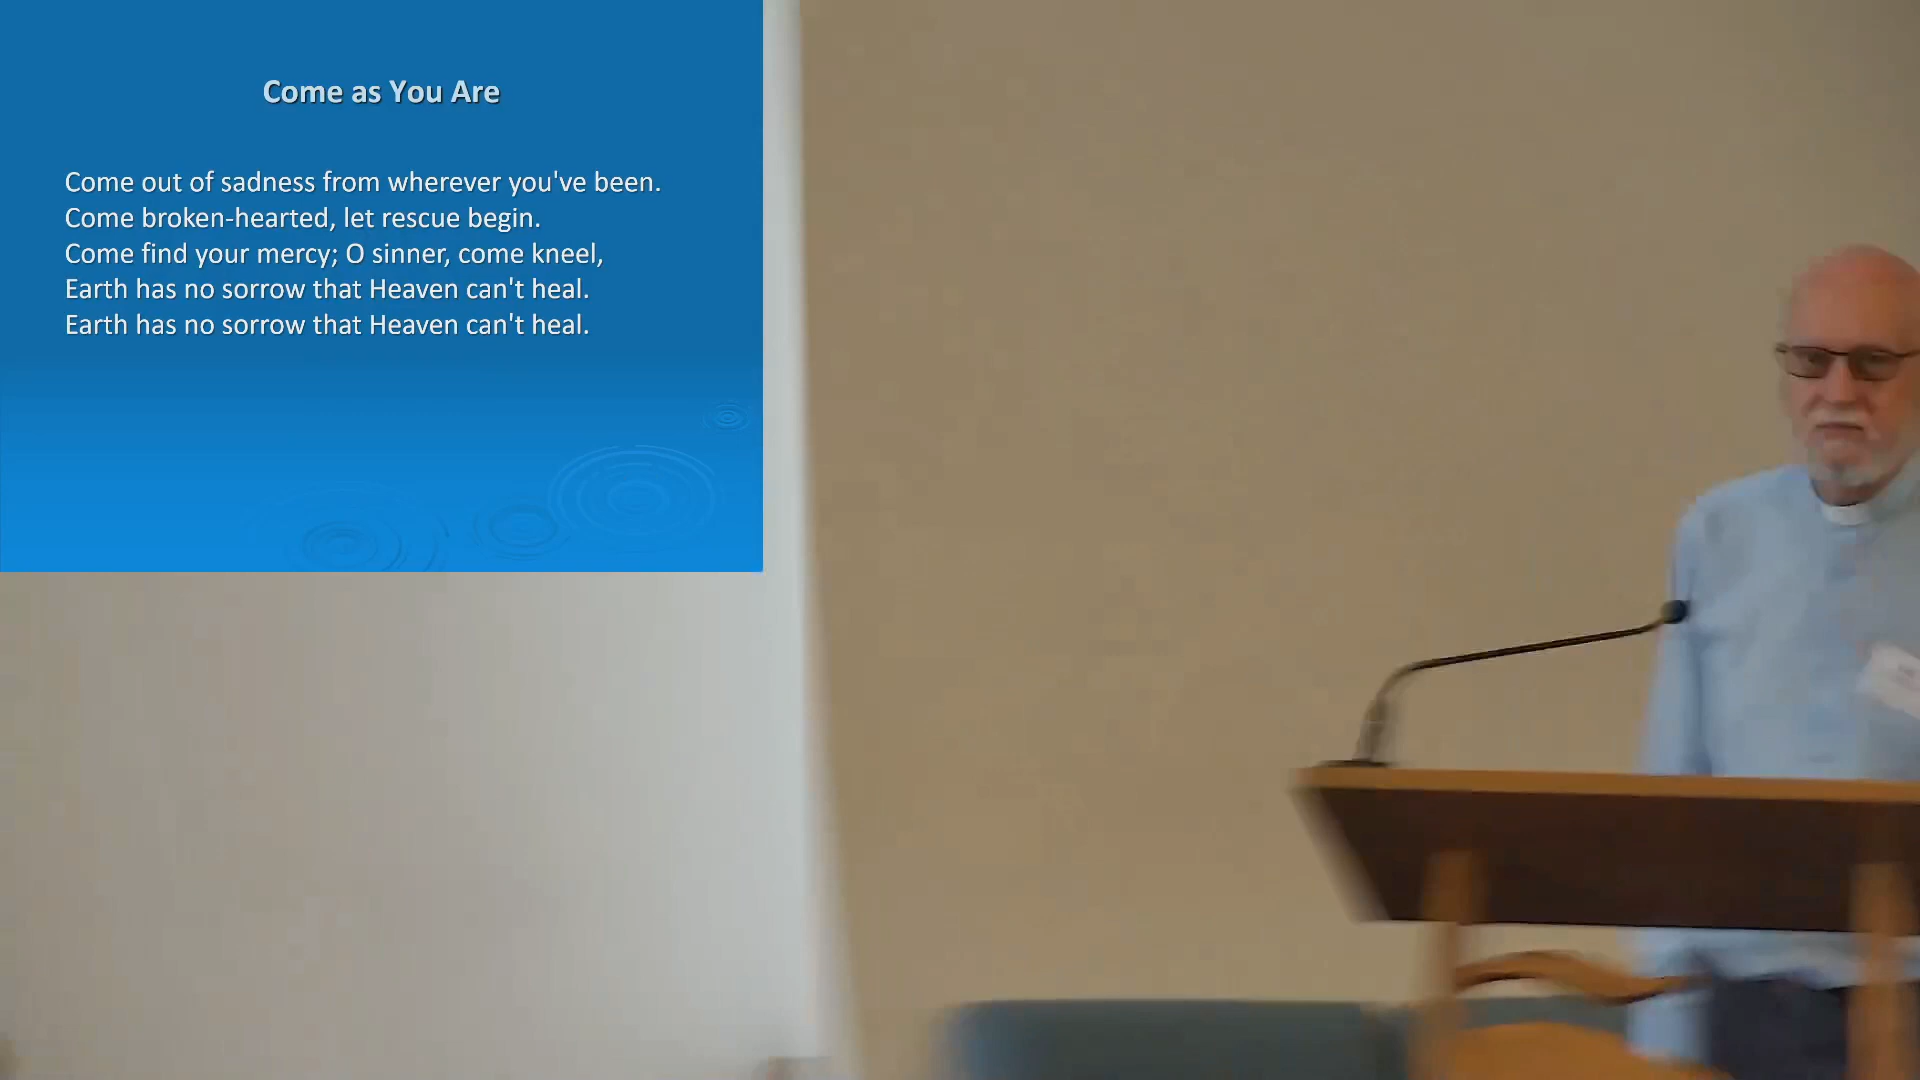 Come as You Are
Come out of sadness from wherever you've been.
Come broken-hearted, let rescue begin.
Come find your mercy; O sinner, come kneel,
Earth has no sorrow that Heaven can't heal.
Earth has no sorrow that Heaven can't heal.